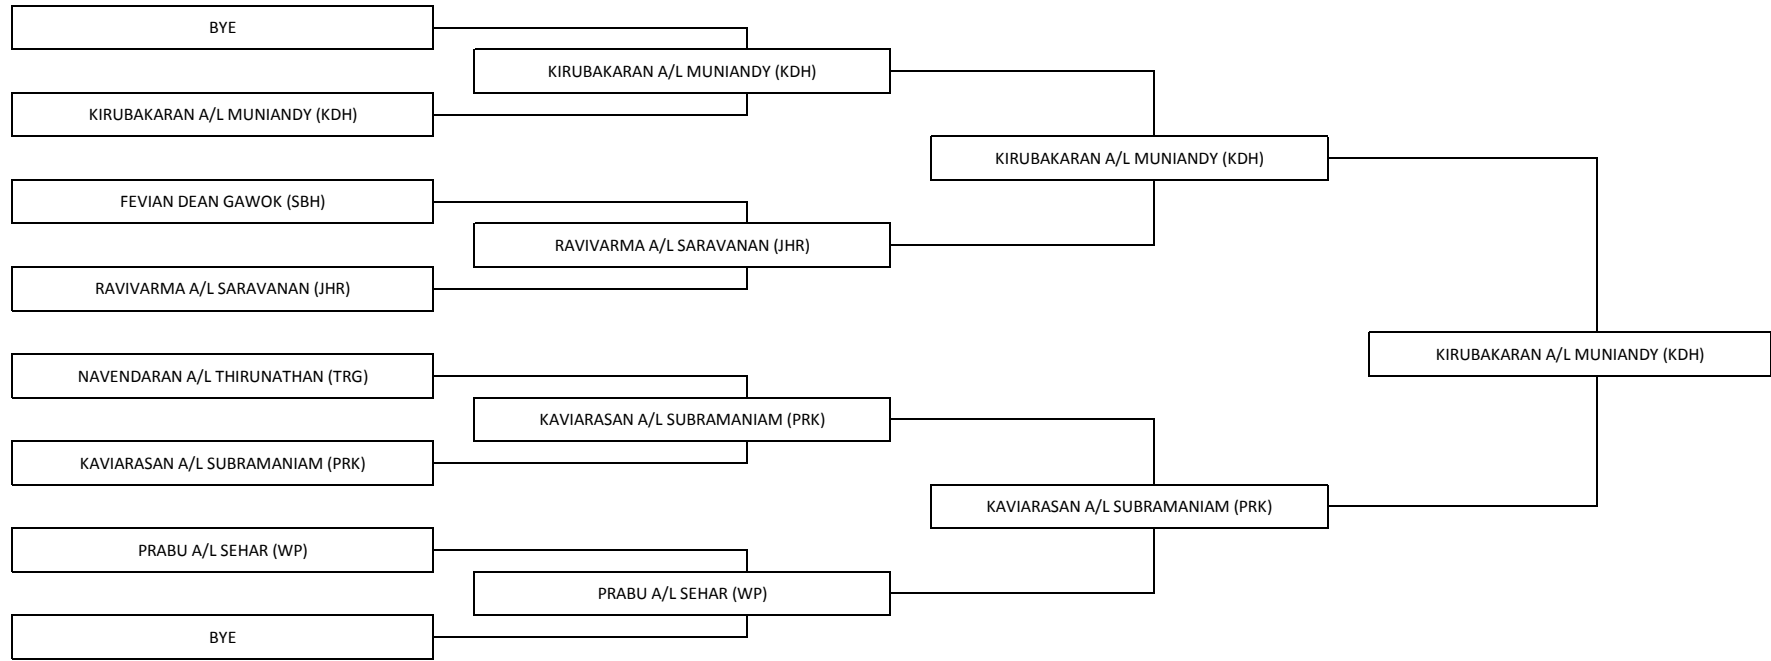 BYE
KIRUBAKARAN A/L MUNIANDY (KDH)
KIRUBAKARAN A/L MUNIANDY (KDH)
KIRUBAKARAN A/L MUNIANDY (KDH)
FEVIAN DEAN GAWOK (SBH)
RAVIVARMA A/L SARAVANAN (JHR)
RAVIVARMA A/L SARAVANAN (JHR)
KIRUBAKARAN A/L MUNIANDY (KDH)
NAVENDARAN A/L THIRUNATHAN (TRG)
KAVIARASAN A/L SUBRAMANIAM (PRK)
KAVIARASAN A/L SUBRAMANIAM (PRK)
KAVIARASAN A/L SUBRAMANIAM (PRK)
PRABU A/L SEHAR (WP)
PRABU A/L SEHAR (WP)
BYE